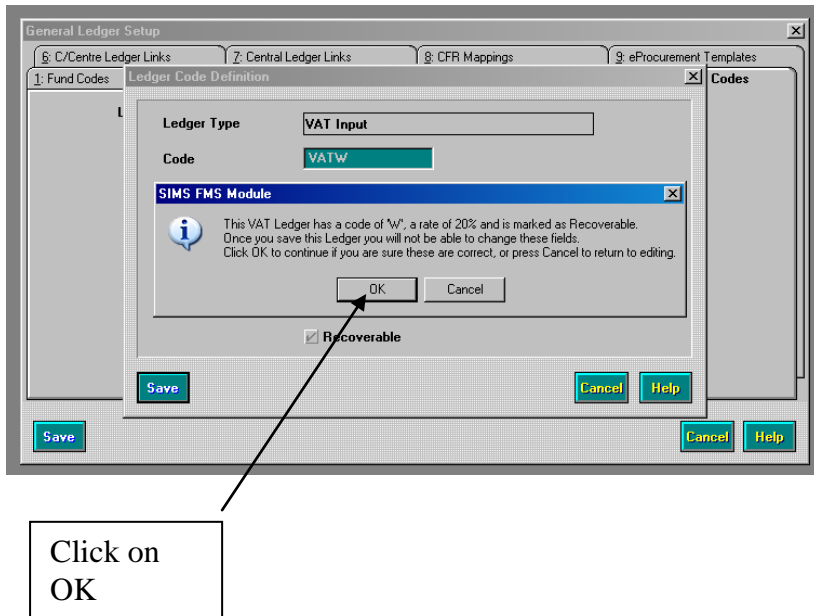 General Ledger Setup
6: C/Centre Ledger Links 7: Central Ledger Links 8: CFR Mappings 9: eProcurement Templates
1: Fund Codes Ledger Code Definition Codes
L
Ledger Type VAT Input
Code VATW
SIMS FMS Module
This VAT Ledger has a code of 'W', a rate of 20% and is marked as Recoverable.
Once you save this Ledger you will not be able to change these fields.
Click OK to continue if you are sure these are correct, or press Cancel to return to editing.
OK Cancel
Recoverable
Save Cancel Help
Save Cancel Help
Click on
OK